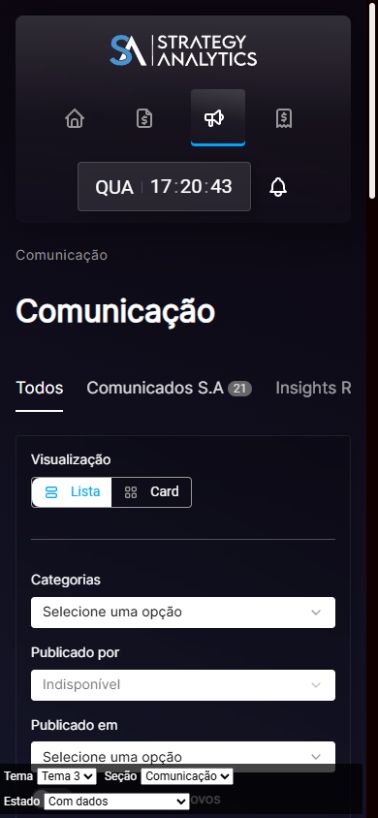 STRATEGY
ANALYTICS
QUA 17:20:43
Comunicação
Comunicação
Todos Comunicados S.A 21 Insights R
Visualização
Lista Card
Categorias
Selecione uma opção
Publicado por
Indisponível
Publicado em
Selecione uma opção
Tema Tema 3 Seção Comunicação
Estado Com dados ovos